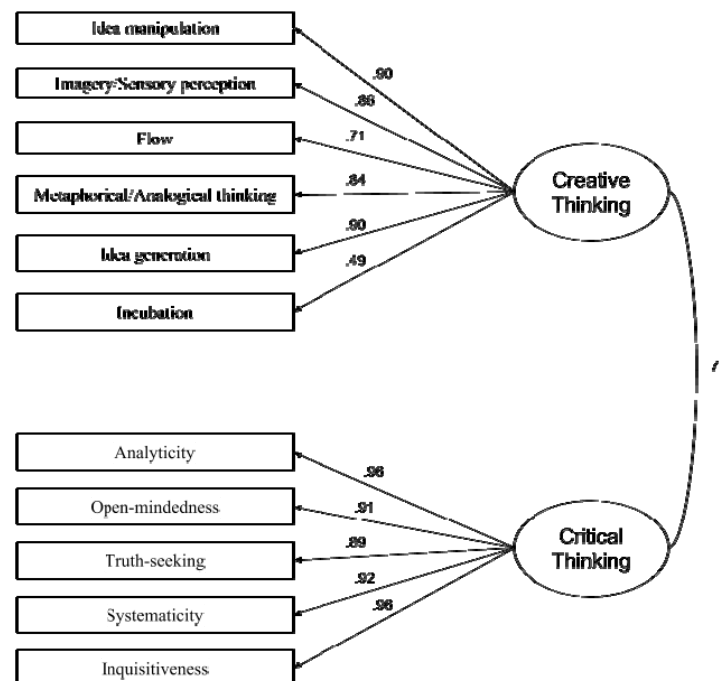 Idea manipulation
.90
Imagery/Sensory perception
.86
Flow
.71
Metaphorical/Analogical thinking
.84
Creative
Thinking
.90
Idea generation
.49
Incubation
Analyticity
.96
Open-mindedness
.91
Truth-seeking
.89
Critical
Thinking
.92
Systematicity
.96
Inquisitiveness